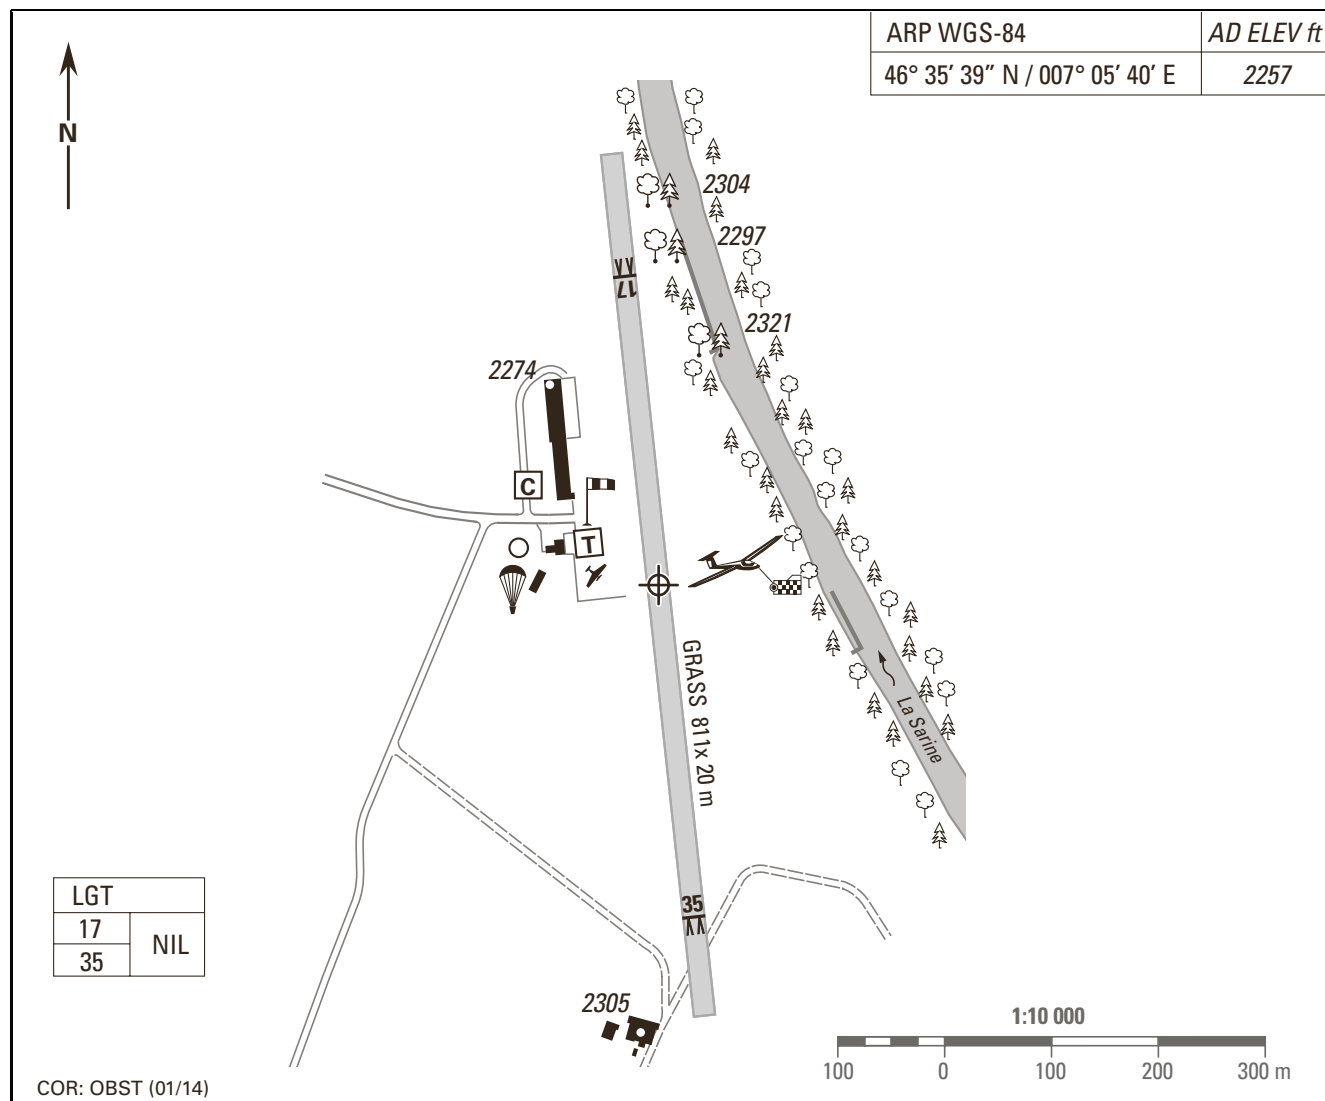 ARP WGS-84 AD ELEV ft
46° 35′ 39″ N / 007° 05′ 40′ E 2257
N
2304
2297
17
2321
2274
C
T
GRASS 811x 20 m
La Sarine
35
LGT
17 NIL
35
2305
1:10 000
100 0 100 200 300 m
COR: OBST (01/14)